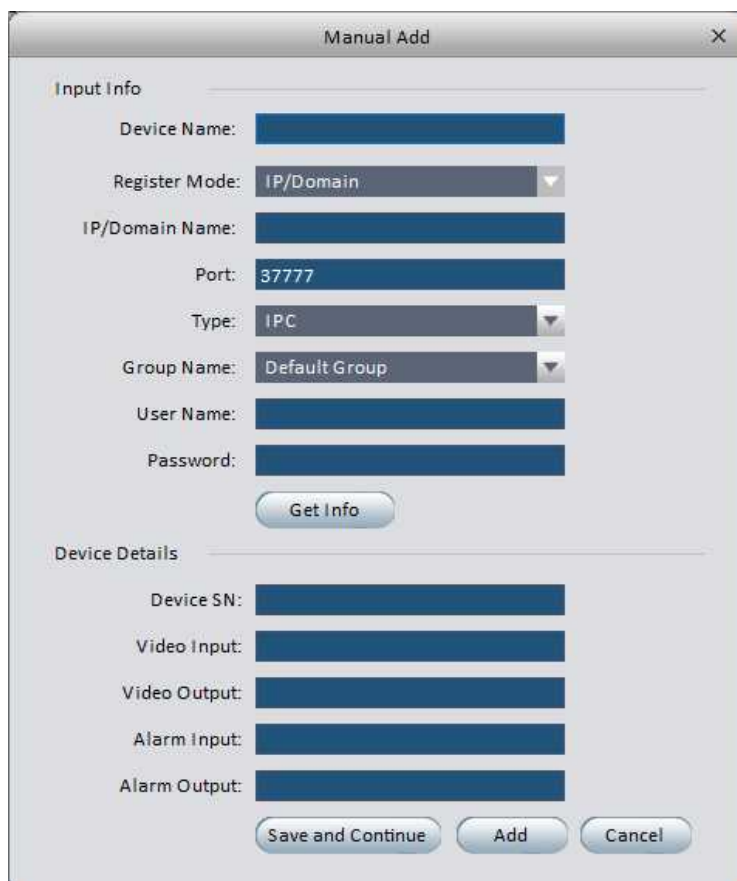 Manual Add
Input Info
Device Name:
Register Mode: IP/Domain
IP/Domain Name:
Port: 37777
Type: IPC
Group Name: Default Group
User Name:
Password:
Get Info
Device Details
Device SN:
Video Input:
Video Output:
Alarm Input:
Alarm Output:
Save and Continue Add Cancel